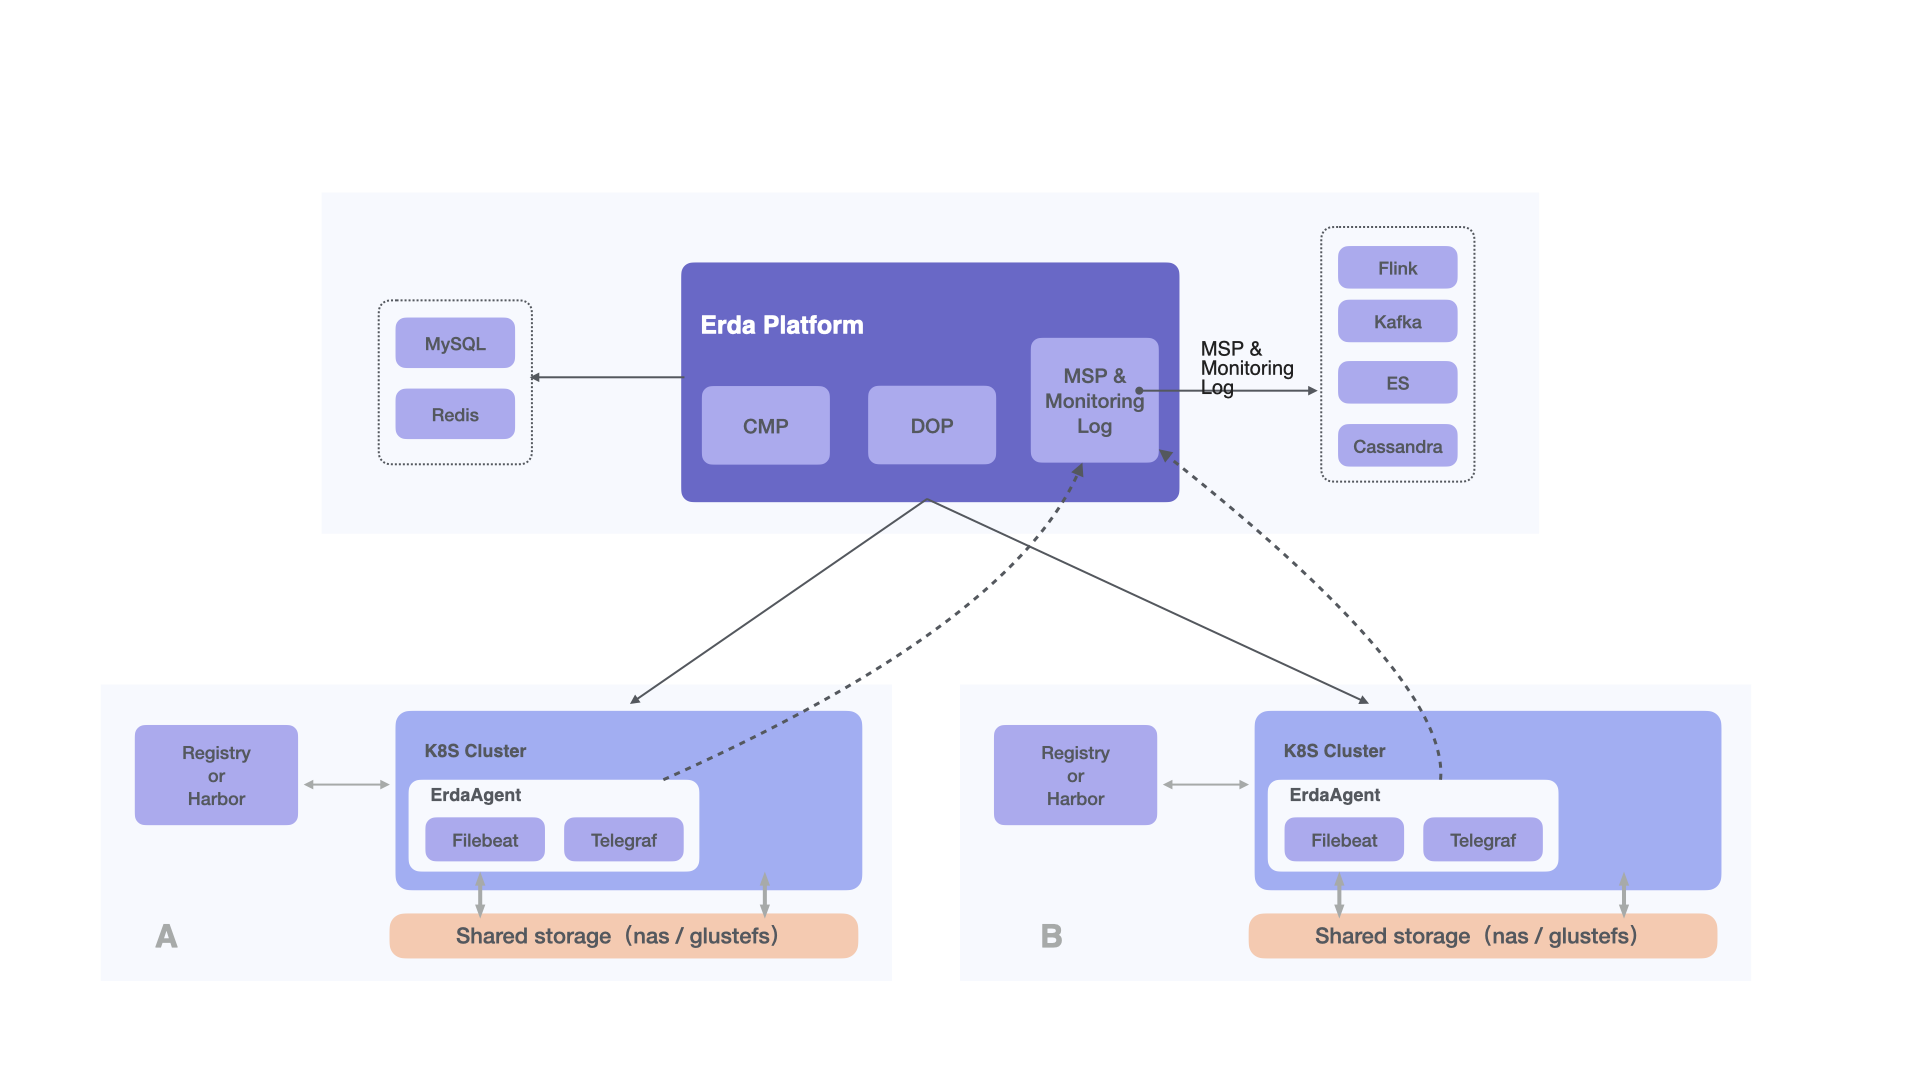 MySQL
Redis
Erda Platform
CMP
DOP
MSP &
Monitoring
Log
MSP &
Monitoring
Log
Flink
Kafka
ES
Cassandra
Registry
or
Harbor
K8S Cluster
ErdaAgent
Filebeat
Telegraf
Shared storage（nas / glustefs）
A
Registry
or
Harbor
K8S Cluster
ErdaAgent
Filebeat
Telegraf
Shared storage（nas / glustefs）
B